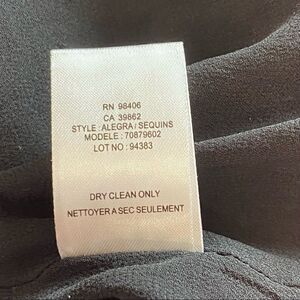 RN 98406
CA 39862
STYLE : ALEGRA / SEQUINS
MODELE : 70879602
LOT NO : 94383
DRY CLEAN ONLY
NETTOYER A SEC SEULEMENT